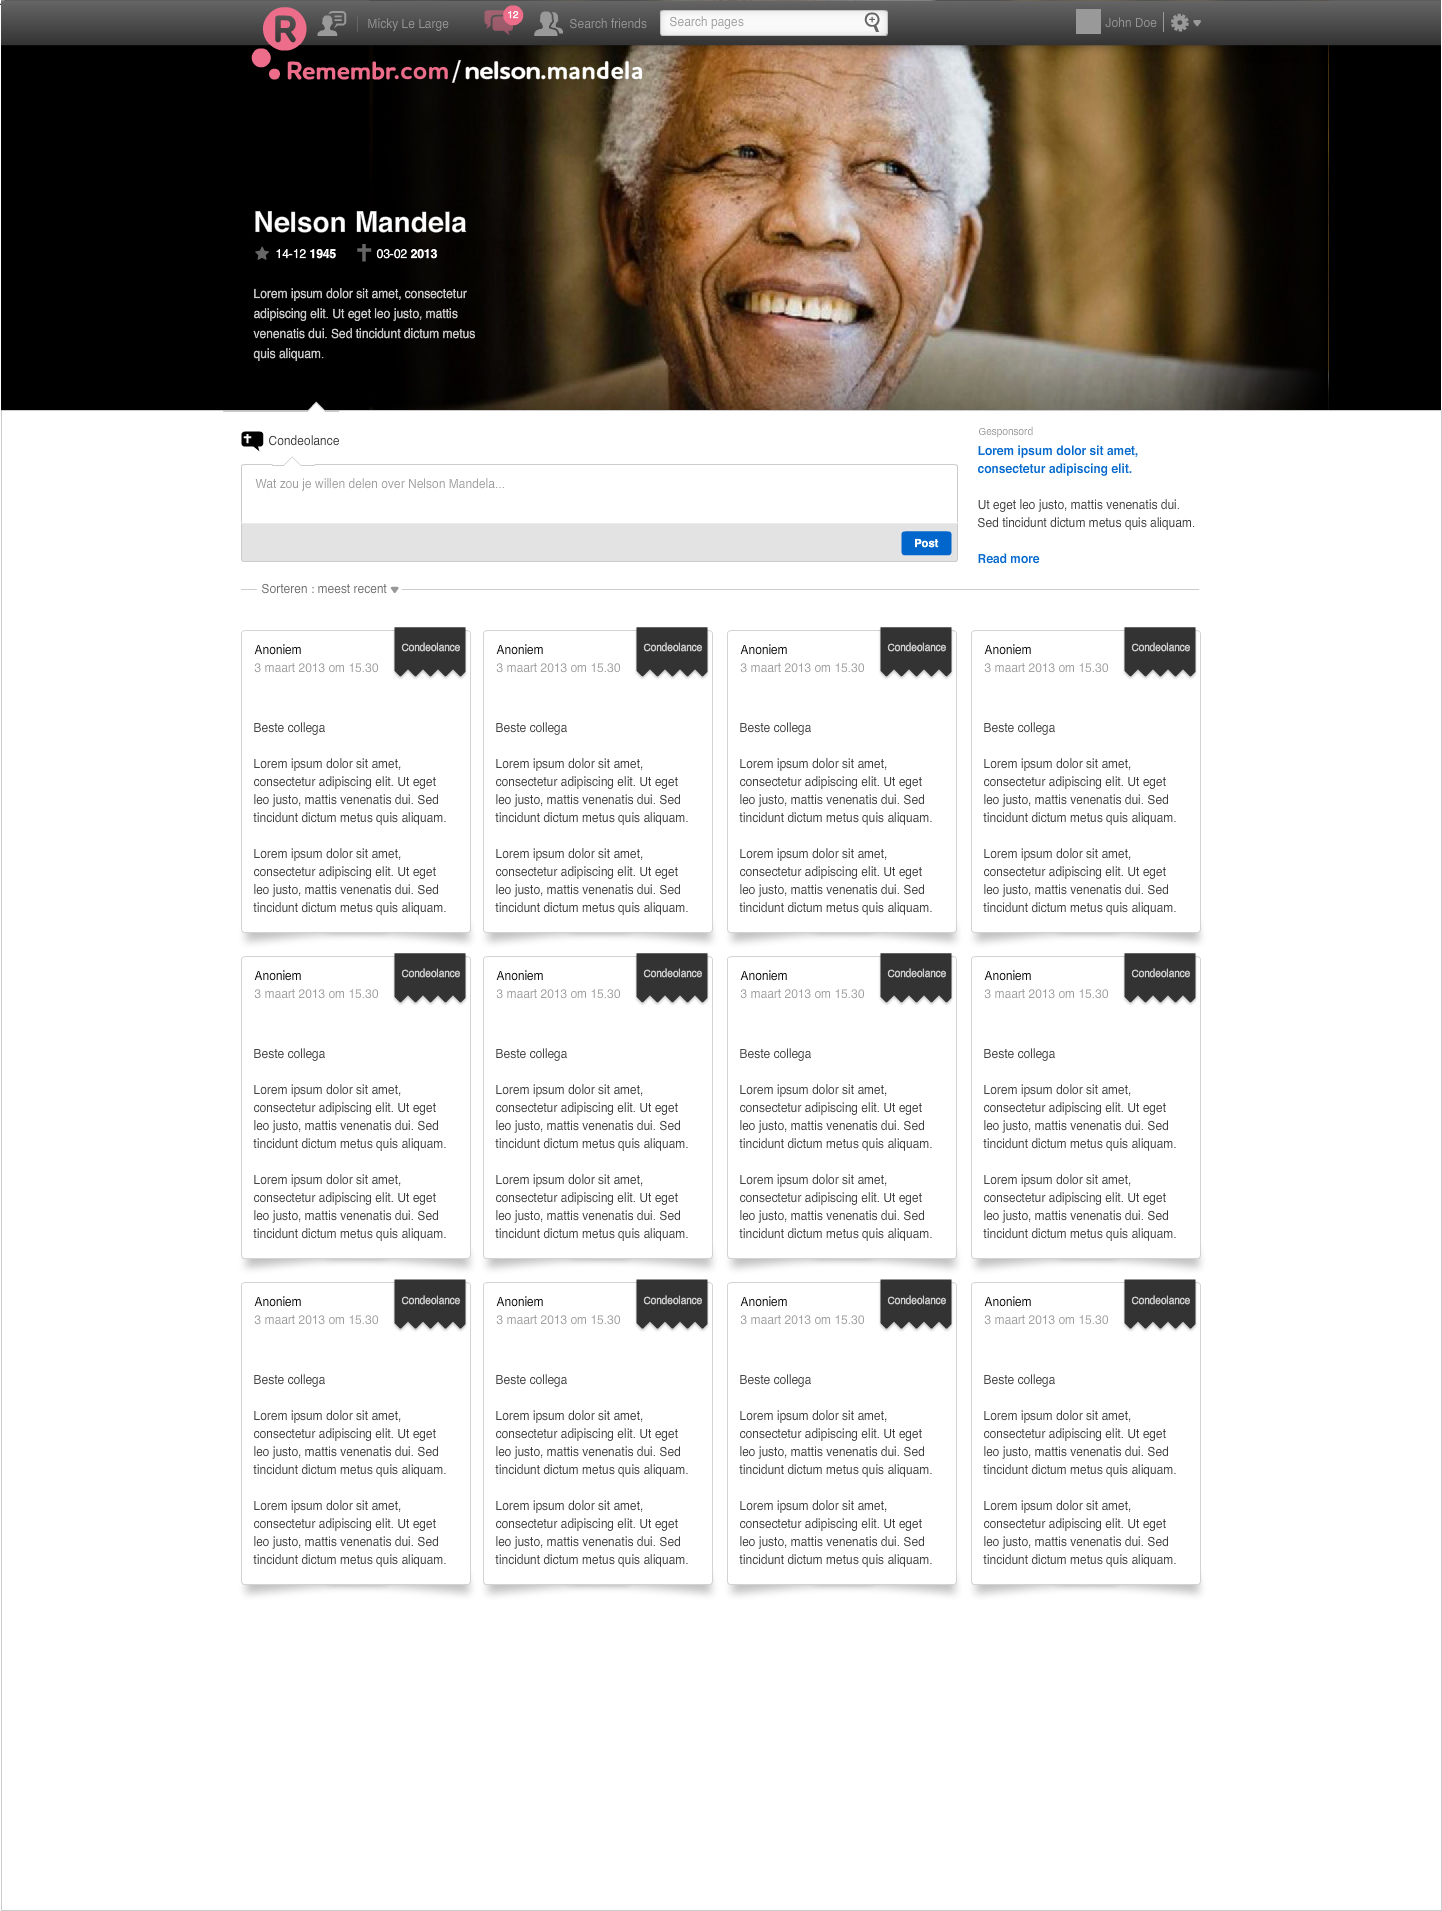 R
Micky Le Large
12
Search friends
Search pages
John Doe
Remembr.com/nelson.mandela
Nelson Mandela
14-12 1945 03-02 2013
Lorem ipsum dolor sit amet, consectetur
adipiscing elit. Ut eget leo justo, mattis
venenatis dui. Sed tincidunt dictum metus
quis aliquam.
Condeolance
Wat zou je willen delen over Nelson Mandela...
Post
Gesponsord
Lorem ipsum dolor sit amet,
consectetur adipiscing elit.
Ut eget leo justo, mattis venenatis dui.
Sed tincidunt dictum metus quis aliquam.
Read more
Sorteren : meest recent
Anoniem
3 maart 2013 om 15.30
Condeolance
Beste collega
Lorem ipsum dolor sit amet,
consectetur adipiscing elit. Ut eget
leo justo, mattis venenatis dui. Sed
tincidunt dictum metus quis aliquam.
Lorem ipsum dolor sit amet,
consectetur adipiscing elit. Ut eget
leo justo, mattis venenatis dui. Sed
tincidunt dictum metus quis aliquam.
Anoniem
3 maart 2013 om 15.30
Condeolance
Beste collega
Lorem ipsum dolor sit amet,
consectetur adipiscing elit. Ut eget
leo justo, mattis venenatis dui. Sed
tincidunt dictum metus quis aliquam.
Lorem ipsum dolor sit amet,
consectetur adipiscing elit. Ut eget
leo justo, mattis venenatis dui. Sed
tincidunt dictum metus quis aliquam.
Anoniem
3 maart 2013 om 15.30
Condeolance
Beste collega
Lorem ipsum dolor sit amet,
consectetur adipiscing elit. Ut eget
leo justo, mattis venenatis dui. Sed
tincidunt dictum metus quis aliquam.
Lorem ipsum dolor sit amet,
consectetur adipiscing elit. Ut eget
leo justo, mattis venenatis dui. Sed
tincidunt dictum metus quis aliquam.
Anoniem
3 maart 2013 om 15.30
Condeolance
Beste collega
Lorem ipsum dolor sit amet,
consectetur adipiscing elit. Ut eget
leo justo, mattis venenatis dui. Sed
tincidunt dictum metus quis aliquam.
Lorem ipsum dolor sit amet,
consectetur adipiscing elit. Ut eget
leo justo, mattis venenatis dui. Sed
tincidunt dictum metus quis aliquam.
Anoniem
3 maart 2013 om 15.30
Condeolance
Beste collega
Lorem ipsum dolor sit amet,
consectetur adipiscing elit. Ut eget
leo justo, mattis venenatis dui. Sed
tincidunt dictum metus quis aliquam.
Lorem ipsum dolor sit amet,
consectetur adipiscing elit. Ut eget
leo justo, mattis venenatis dui. Sed
tincidunt dictum metus quis aliquam.
Anoniem
3 maart 2013 om 15.30
Condeolance
Beste collega
Lorem ipsum dolor sit amet,
consectetur adipiscing elit. Ut eget
leo justo, mattis venenatis dui. Sed
tincidunt dictum metus quis aliquam.
Lorem ipsum dolor sit amet,
consectetur adipiscing elit. Ut eget
leo justo, mattis venenatis dui. Sed
tincidunt dictum metus quis aliquam.
Anoniem
3 maart 2013 om 15.30
Condeolance
Beste collega
Lorem ipsum dolor sit amet,
consectetur adipiscing elit. Ut eget
leo justo, mattis venenatis dui. Sed
tincidunt dictum metus quis aliquam.
Lorem ipsum dolor sit amet,
consectetur adipiscing elit. Ut eget
leo justo, mattis venenatis dui. Sed
tincidunt dictum metus quis aliquam.
Anoniem
3 maart 2013 om 15.30
Condeolance
Beste collega
Lorem ipsum dolor sit amet,
consectetur adipiscing elit. Ut eget
leo justo, mattis venenatis dui. Sed
tincidunt dictum metus quis aliquam.
Lorem ipsum dolor sit amet,
consectetur adipiscing elit. Ut eget
leo justo, mattis venenatis dui. Sed
tincidunt dictum metus quis aliquam.
Anoniem
3 maart 2013 om 15.30
Condeolance
Beste collega
Lorem ipsum dolor sit amet,
consectetur adipiscing elit. Ut eget
leo justo, mattis venenatis dui. Sed
tincidunt dictum metus quis aliquam.
Lorem ipsum dolor sit amet,
consectetur adipiscing elit. Ut eget
leo justo, mattis venenatis dui. Sed
tincidunt dictum metus quis aliquam.
Anoniem
3 maart 2013 om 15.30
Condeolance
Beste collega
Lorem ipsum dolor sit amet,
consectetur adipiscing elit. Ut eget
leo justo, mattis venenatis dui. Sed
tincidunt dictum metus quis aliquam.
Lorem ipsum dolor sit amet,
consectetur adipiscing elit. Ut eget
leo justo, mattis venenatis dui. Sed
tincidunt dictum metus quis aliquam.
Anoniem
3 maart 2013 om 15.30
Condeolance
Beste collega
Lorem ipsum dolor sit amet,
consectetur adipiscing elit. Ut eget
leo justo, mattis venenatis dui. Sed
tincidunt dictum metus quis aliquam.
Lorem ipsum dolor sit amet,
consectetur adipiscing elit. Ut eget
leo justo, mattis venenatis dui. Sed
tincidunt dictum metus quis aliquam.
Anoniem
3 maart 2013 om 15.30
Condeolance
Beste collega
Lorem ipsum dolor sit amet,
consectetur adipiscing elit. Ut eget
leo justo, mattis venenatis dui. Sed
tincidunt dictum metus quis aliquam.
Lorem ipsum dolor sit amet,
consectetur adipiscing elit. Ut eget
leo justo, mattis venenatis dui. Sed
tincidunt dictum metus quis aliquam.